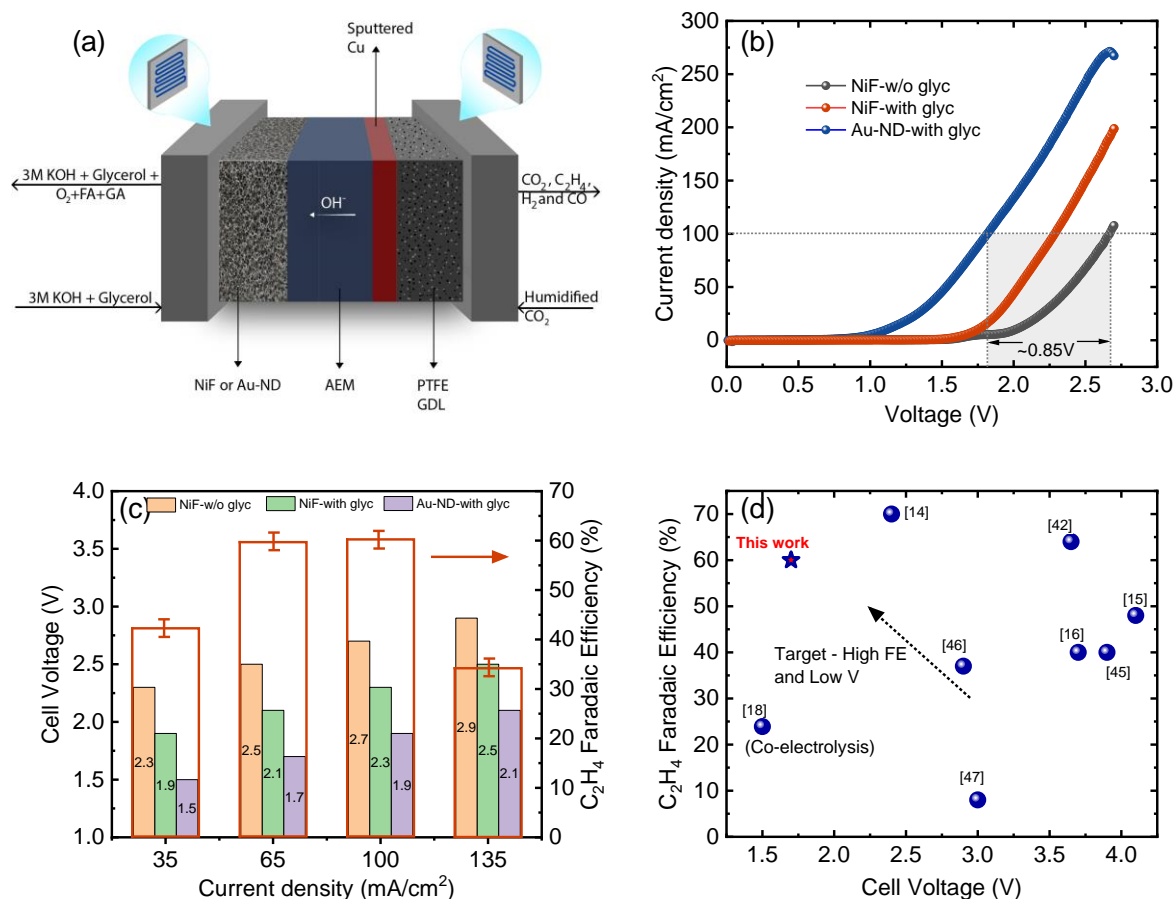 (a)
Sputtered
Cu
3M KOH + Glycerol +
O₂+FA+GA
OH⁻
CO₂, C₂H₄,
H₂ and CO
3M KOH + Glycerol
Humidified
CO₂
NiF or Au-ND
AEM
PTFE
GDL
(b)
NiF-w/o glyc
NiF-with glyc
Au-ND-with glyc
~0.85V
300
250
200
150
100
50
0
Current density (mA/cm²)
0.0 0.5 1.0 1.5 2.0 2.5 3.0
Voltage (V)
(c)
NiF-w/o glyc NiF-with glyc Au-ND-with glyc
4.0
3.5
3.0
2.5
2.0
1.5
1.0
Cell Voltage (V)
2.3 1.9 1.5
2.5 2.1 1.7
2.7 2.3 1.9
2.9 2.5 2.1
70
60
50
40
30
20
10
0
C₂H₄ Faradaic Efficiency (%)
35 65 100 135
Current density (mA/cm²)
(d)
70
60
50
40
30
20
10
0
C₂H₄ Faradaic Efficiency (%)
[14]
[42]
This work
[15]
[16]
[45]
[46]
Target - High FE
and Low V
[18]
(Co-electrolysis)
[47]
1.5 2.0 2.5 3.0 3.5 4.0
Cell Voltage (V)